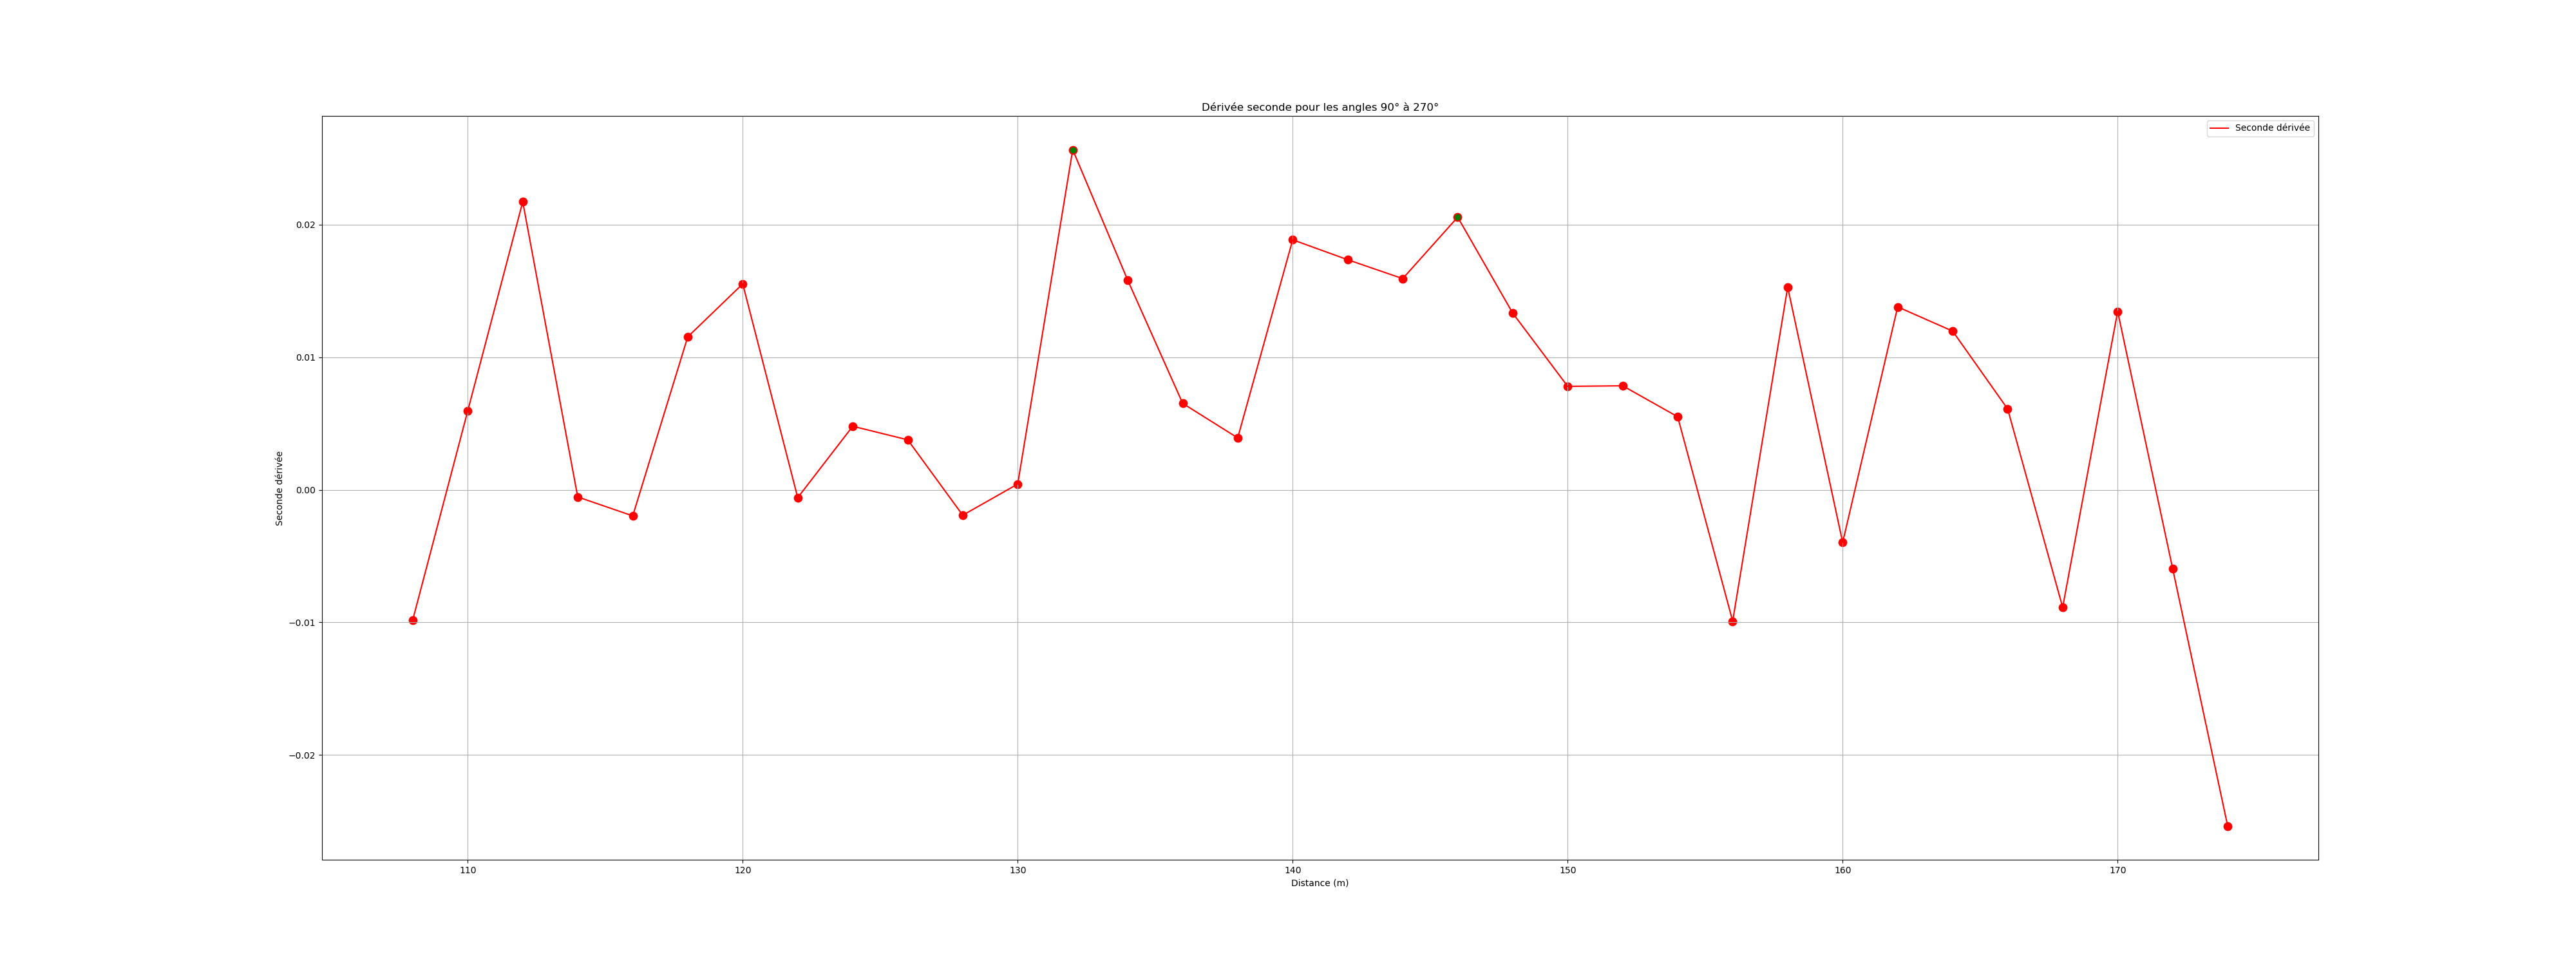 Dérivée seconde pour les angles 90° à 270°
Seconde dérivée
0.02
0.01
0.00
−0.01
−0.02
Seconde dérivée
110 120 130 140 150 160 170
Distance (m)